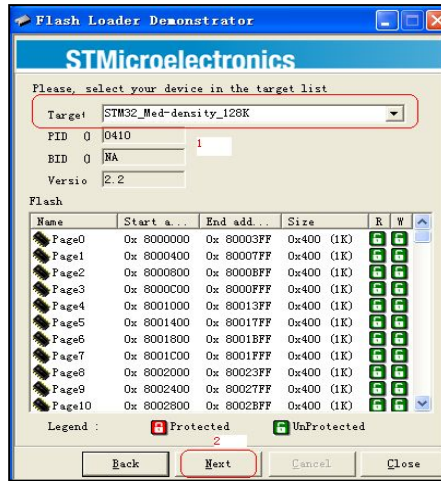 Flash Loader Demonstrator
STMicroelectronics
Please, select your device in the target list
Target STM32_Med-density_128K
PID () 0410
1
BID () NA
Versio 2.2
Flash
Name Start a... End add... Size R W
Page0 0x 8000000 0x 80003FF 0x400 (1K)
Page1 0x 8000400 0x 80007FF 0x400 (1K)
Page2 0x 8000800 0x 8000BFF 0x400 (1K)
Page3 0x 8000C00 0x 8000FFF 0x400 (1K)
Page4 0x 8001000 0x 80013FF 0x400 (1K)
Page5 0x 8001400 0x 80017FF 0x400 (1K)
Page6 0x 8001800 0x 8001BFF 0x400 (1K)
Page7 0x 8001C00 0x 8001FFF 0x400 (1K)
Page8 0x 8002000 0x 80023FF 0x400 (1K)
Page9 0x 8002400 0x 80027FF 0x400 (1K)
Page10 0x 8002800 0x 8002BFF 0x400 (1K)
Legend : Protected UnProtected
2
Back Next Cancel Close